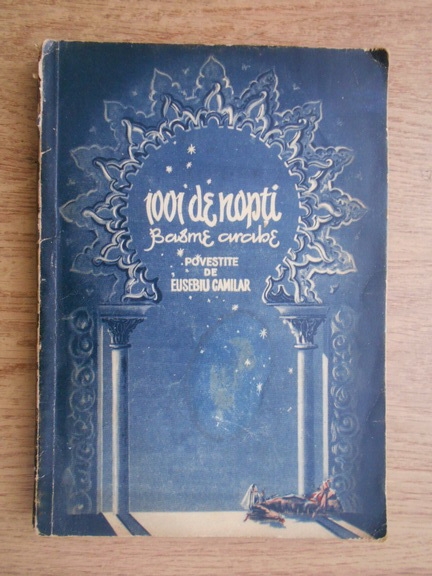 1001 de nopți
Basme arabe
POVESTITE
DE
EUSEBIU CAMILAR